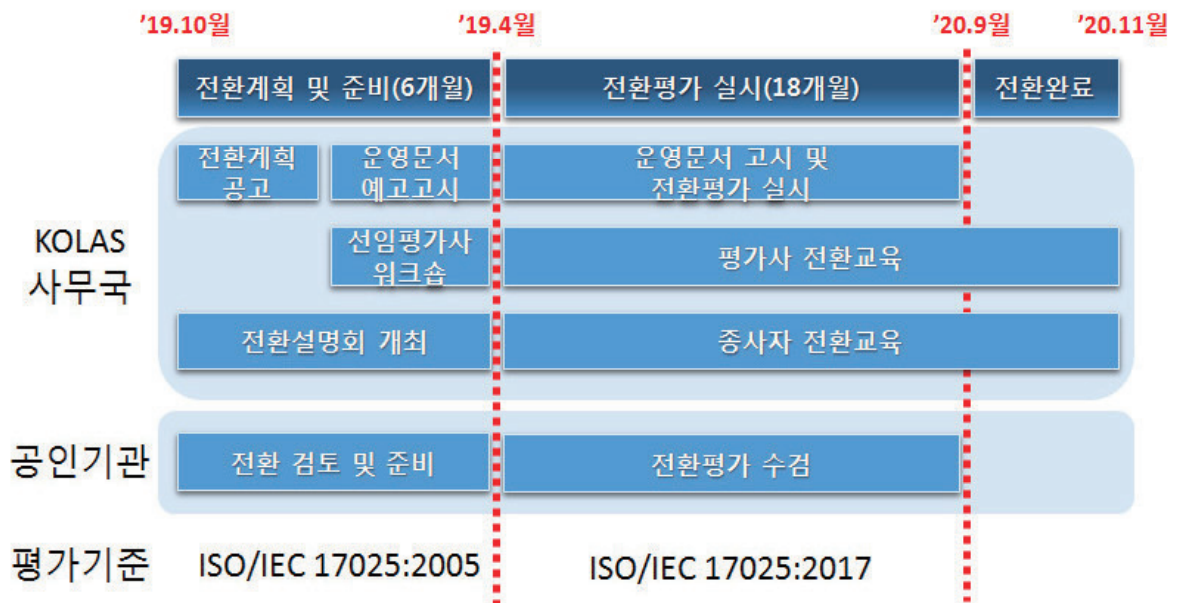 '19.10월 '19.4월 '20.9월 '20.11월
전환계획 및 준비(6개월) 전환평가 실시(18개월) 전환완료
KOLAS
사무국
전환계획
공고
운영문서
예고고시
운영문서 고시 및
전환평가 실시
선임평가사
워크숍
평가사 전환교육
전환설명회 개최
종사자 전환교육
공인기관
전환 검토 및 준비
전환평가 수검
평가기준
ISO/IEC 17025:2005
ISO/IEC 17025:2017